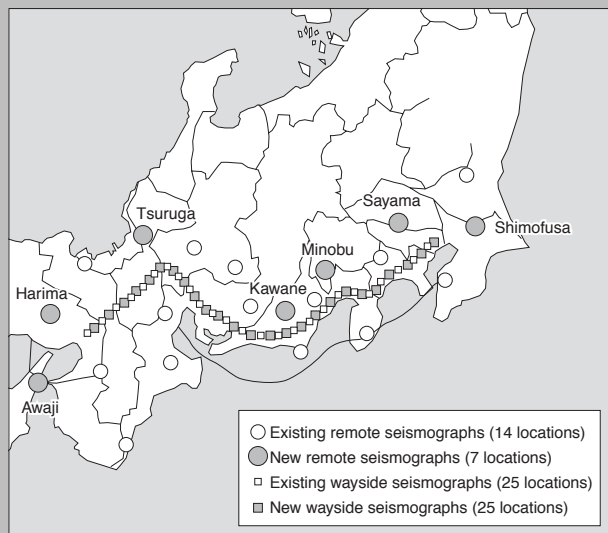 Sayama
Tsuruga
Shimofusa
Minobu
Harima
Kawane
Awaji
Existing remote seismographs (14 locations)
New remote seismographs (7 locations)
Existing wayside seismographs (25 locations)
New wayside seismographs (25 locations)